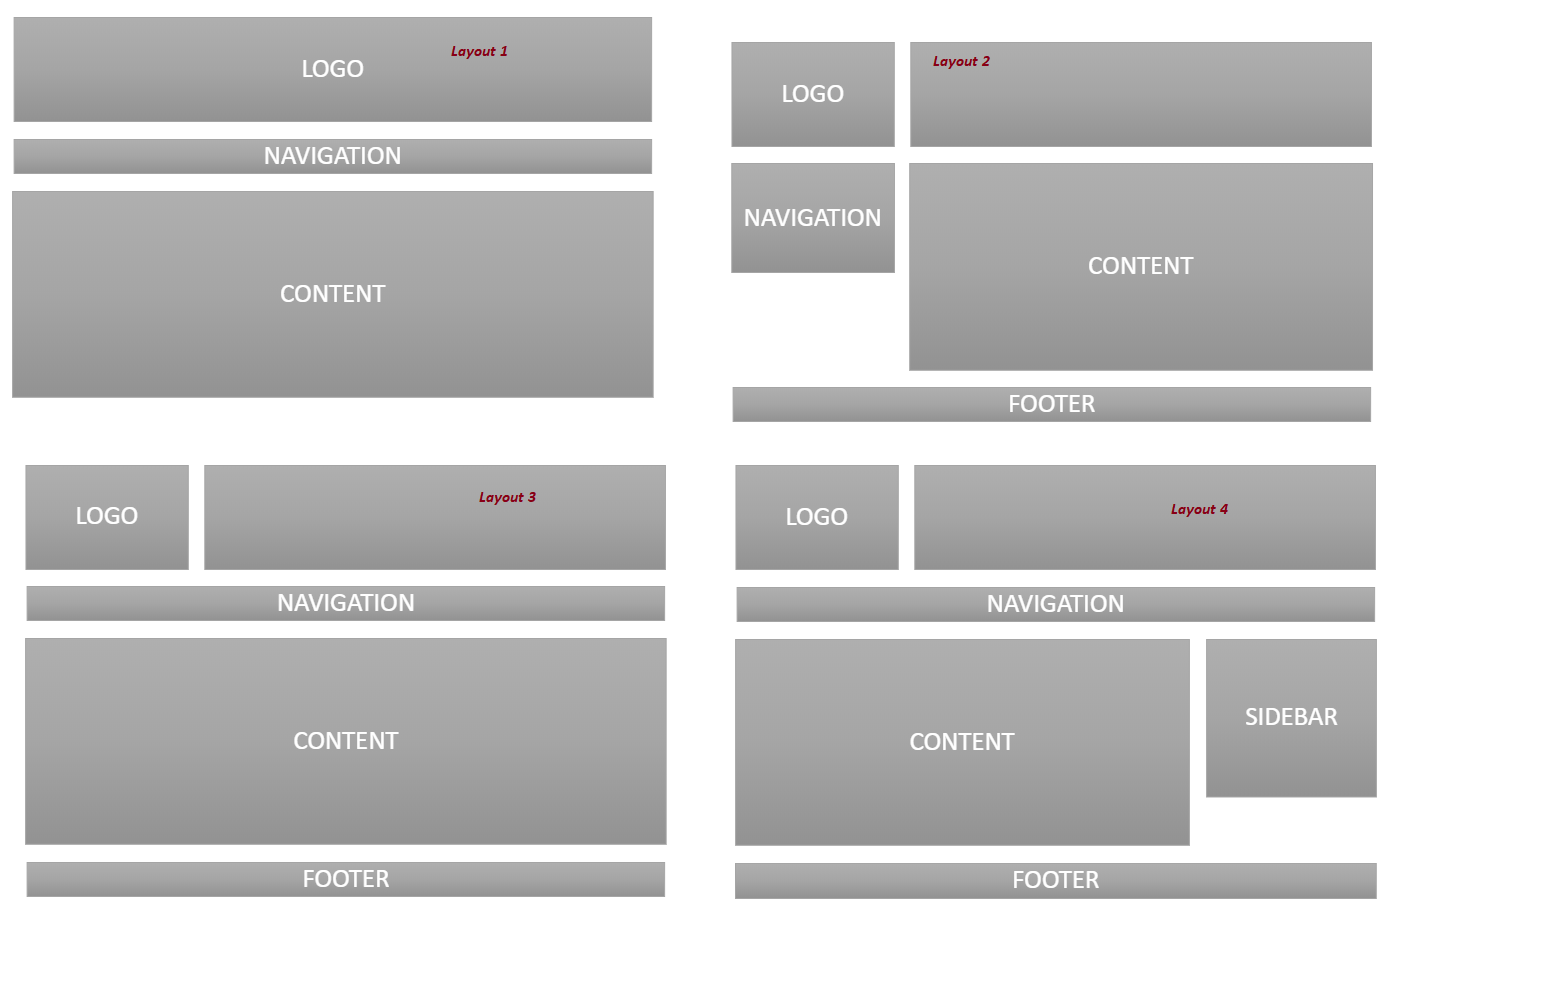 LOGO
Layout 1
NAVIGATION
CONTENT
LOGO
Layout 2
NAVIGATION
CONTENT
FOOTER
LOGO
Layout 3
NAVIGATION
CONTENT
FOOTER
LOGO
Layout 4
NAVIGATION
CONTENT
SIDEBAR
FOOTER